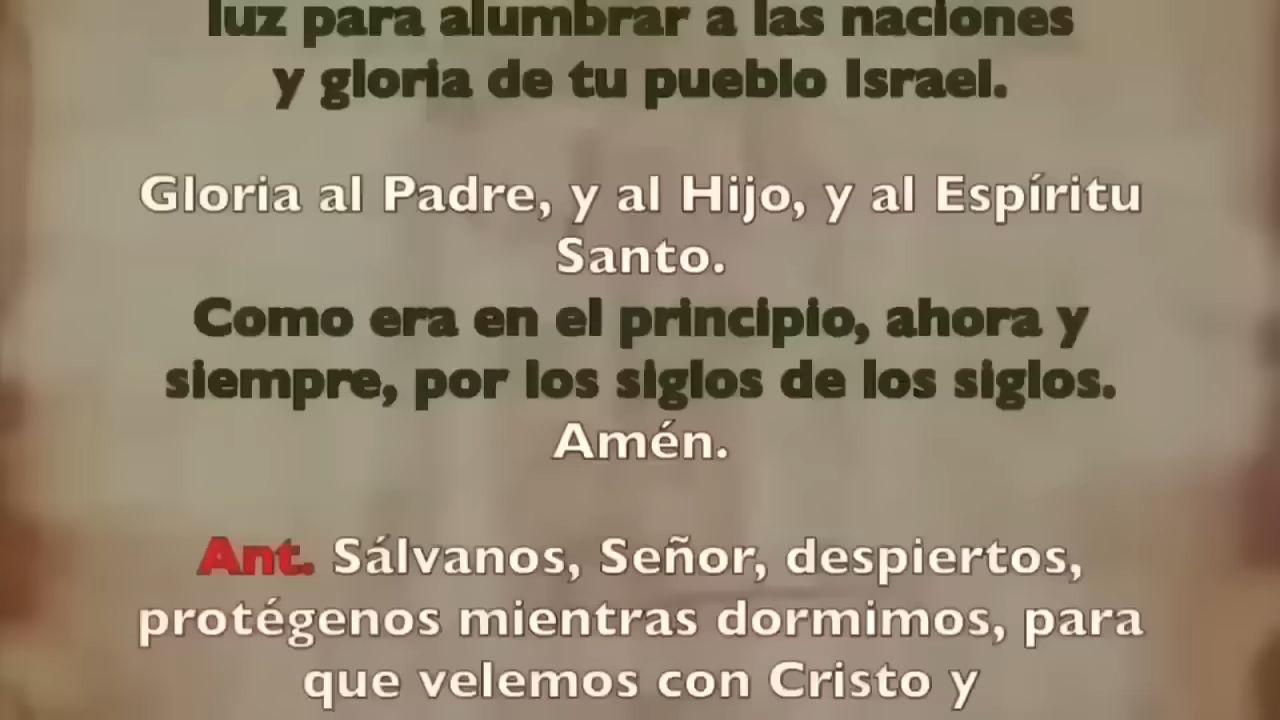 luz para alumbrar a las naciones
y gloria de tu pueblo Israel.
Gloria al Padre, y al Hijo, y al Espíritu
Santo.
Como era en el principio, ahora y
siempre, por los siglos de los siglos.
Amén.
Ant. Sálvanos, Señor, despiertos,
protégenos mientras dormimos, para
que velemos con Cristo y